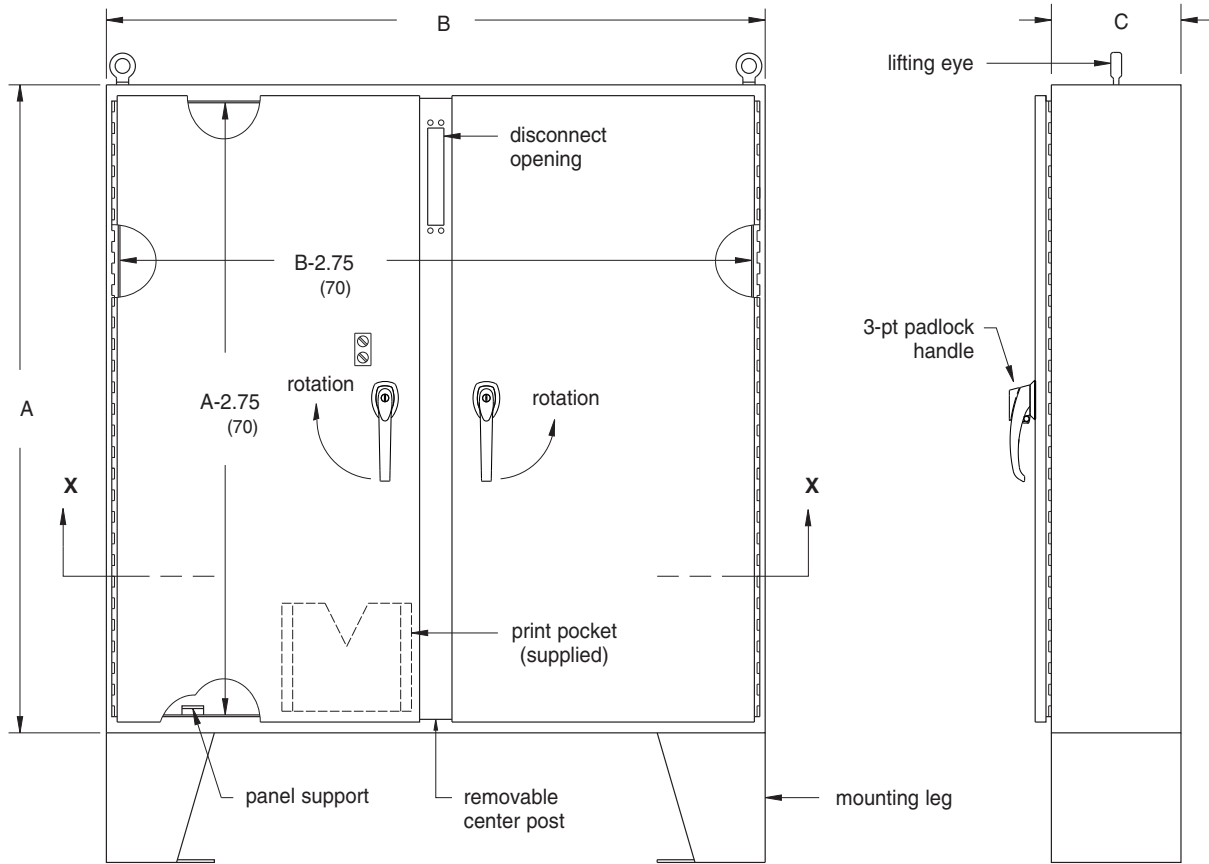 B
C
lifting eye
disconnect
opening
B-2.75
(70)
3-pt padlock
handle
rotation
A
A-2.75
(70)
rotation
X
X
print pocket
(supplied)
panel support
removable
center post
mounting leg